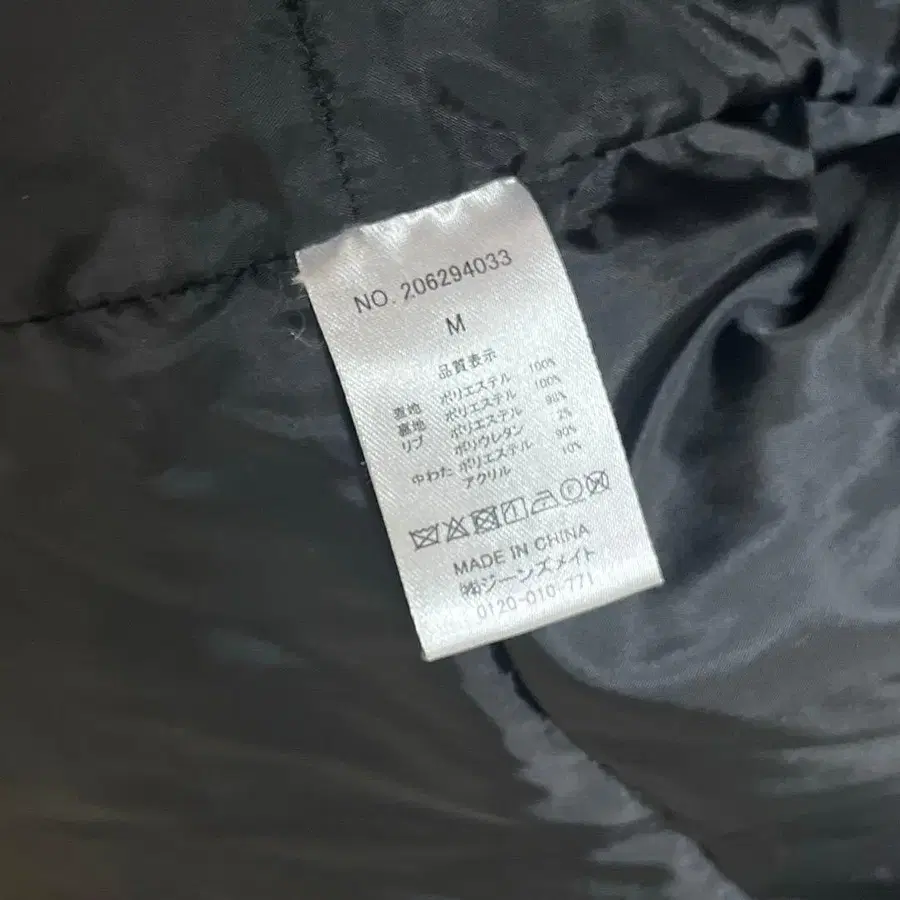 NO. 206294033
M
品質表示
表地 ポリエステル 100%
裏地 ポリエステル 100%
リブ ポリエステル 98%
ポリウレタン 2%
中わた ポリエステル 90%
アクリル 10%
MADE IN CHINA
㈱ジーンズメイト
0120-010-771